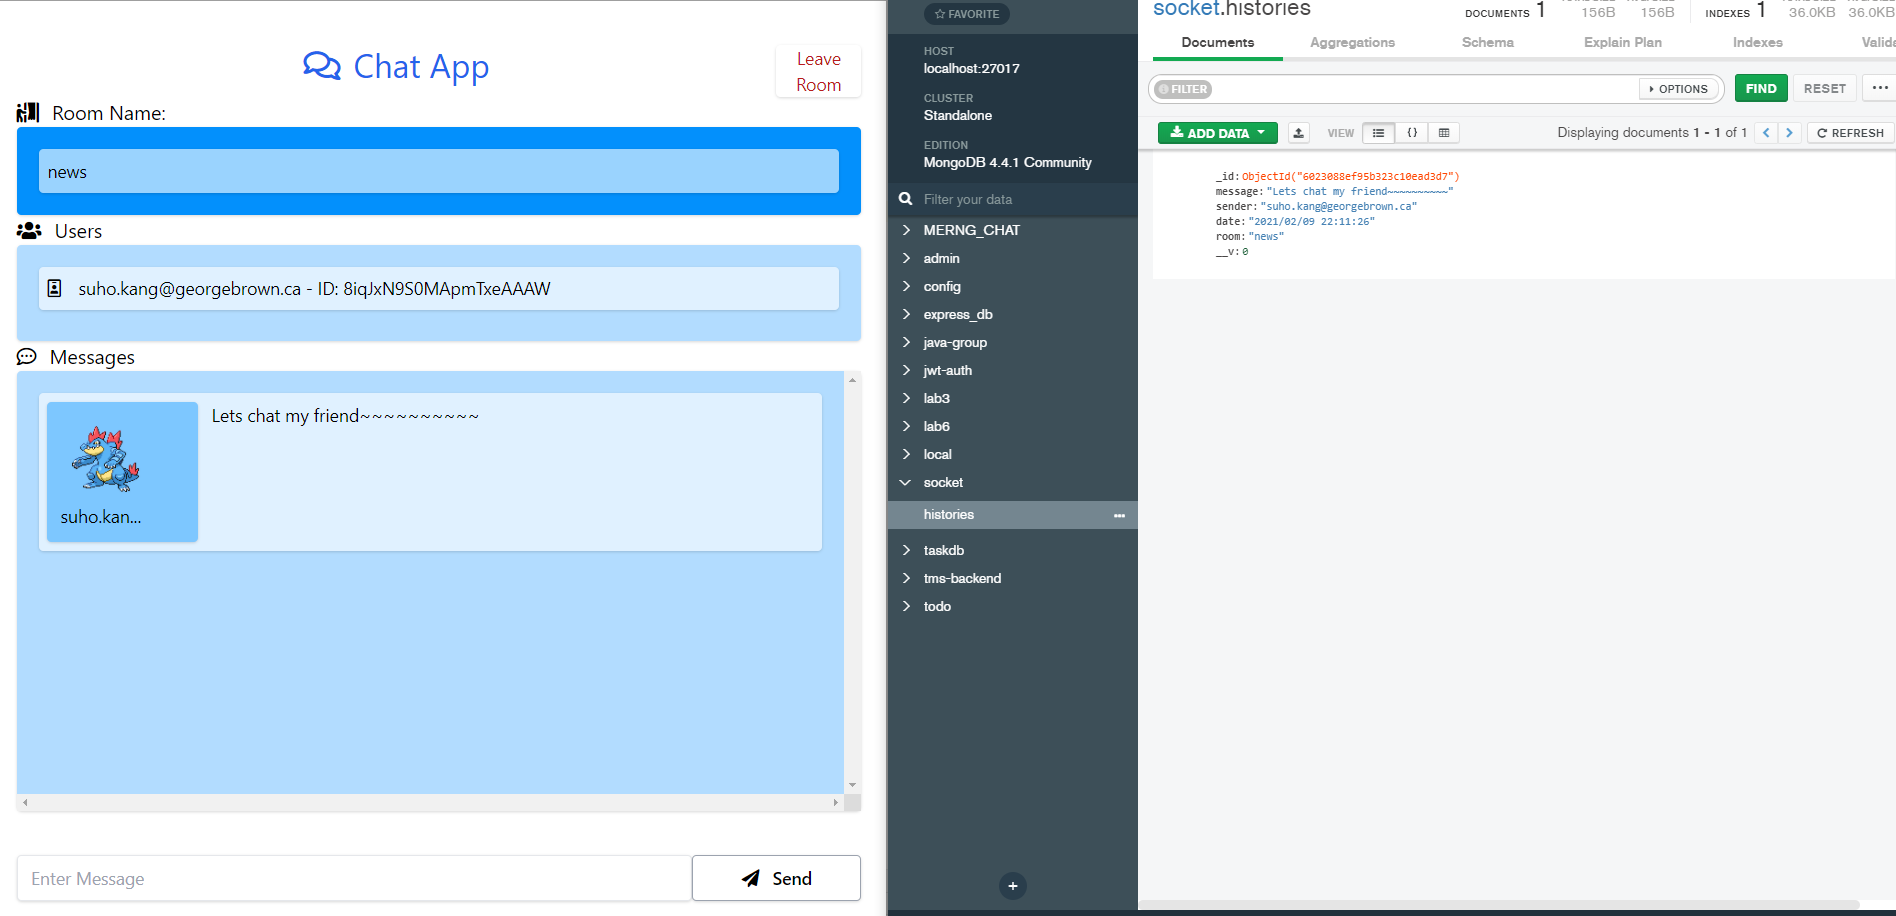 Chat App
Leave
Room
Room Name:
news
Users
suho.kang@georgebrown.ca - ID: 8iqJxN9S0MApmTxeAAAW
Messages
Lets chat my friend~~~~~~~~~~
suho.kan...
Enter Message
Send
FAVORITE
HOST
localhost:27017
CLUSTER
Standalone
EDITION
MongoDB 4.4.1 Community
Filter your data
MERNG_CHAT
admin
config
express_db
java-group
jwt-auth
lab3
lab6
local
socket
histories
taskdb
tms-backend
todo
socket.histories
DOCUMENTS 1 156B 156B INDEXES 1 36.0KB 36.0KB
Documents Aggregations Schema Explain Plan Indexes Valida
FILTER OPTIONS FIND RESET
ADD DATA VIEW Displaying documents 1 - 1 of 1 REFRESH
_id: ObjectId("6023088ef95b323c10ead3d7")
message: "Lets chat my friend~~~~~~~~~~"
sender: "suho.kang@georgebrown.ca"
date: "2021/02/09 22:11:26"
room: "news"
__v: 0